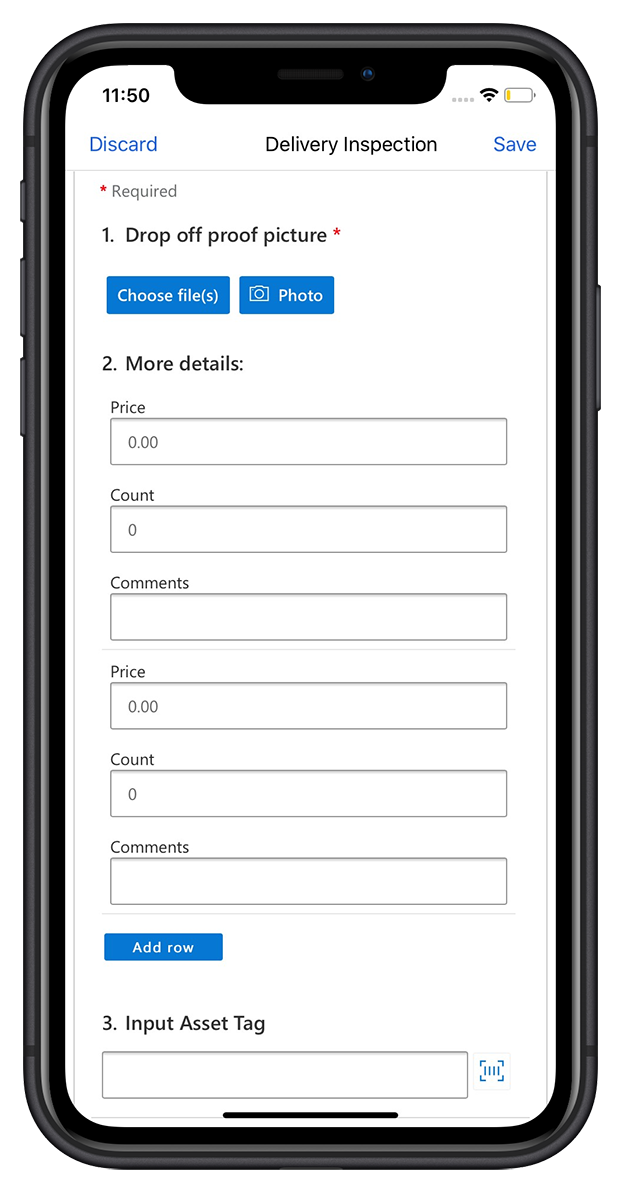 11:50
Discard Delivery Inspection Save
* Required
1. Drop off proof picture *
Choose file(s) Photo
2. More details:
Price
0.00
Count
0
Comments
Price
0.00
Count
0
Comments
Add row
3. Input Asset Tag